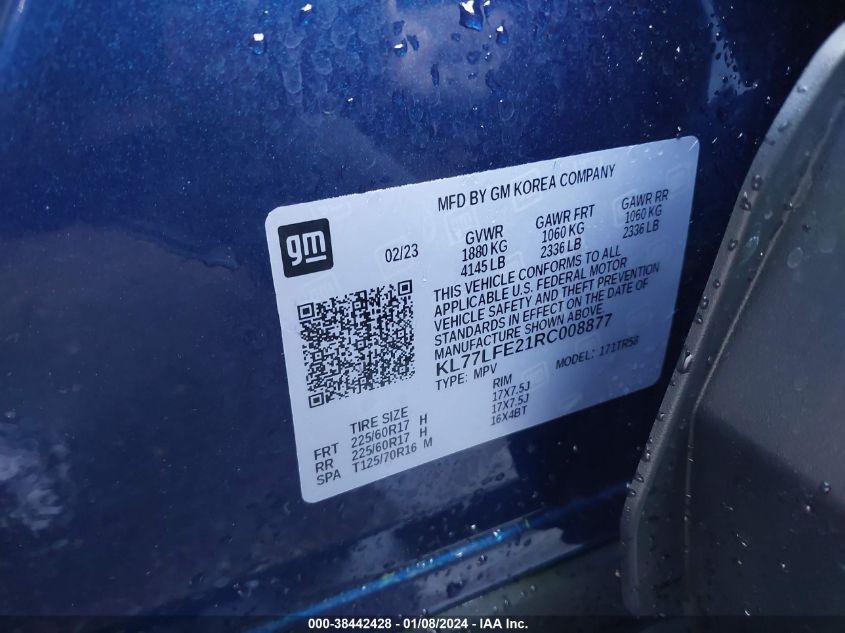 MFD BY GM KOREA COMPANY
gm
02/23
GVWR GAWR FRT GAWR RR
1880 KG 1060 KG 1060 KG
4145 LB 2336 LB 2336 LB
THIS VEHICLE CONFORMS TO ALL
APPLICABLE U.S. FEDERAL MOTOR
VEHICLE SAFETY AND THEFT PREVENTION
STANDARDS IN EFFECT ON THE DATE OF
MANUFACTURE SHOWN ABOVE.
KL77LFE21RC008877
TYPE: MPV MODEL: 171TR58
TIRE SIZE RIM
FRT 225/60R17 H 17X7.5J
RR 225/60R17 H 17X7.5J
SPA T125/70R16 M 16X4BT
000-38442428 - 01/08/2024 - IAA Inc.